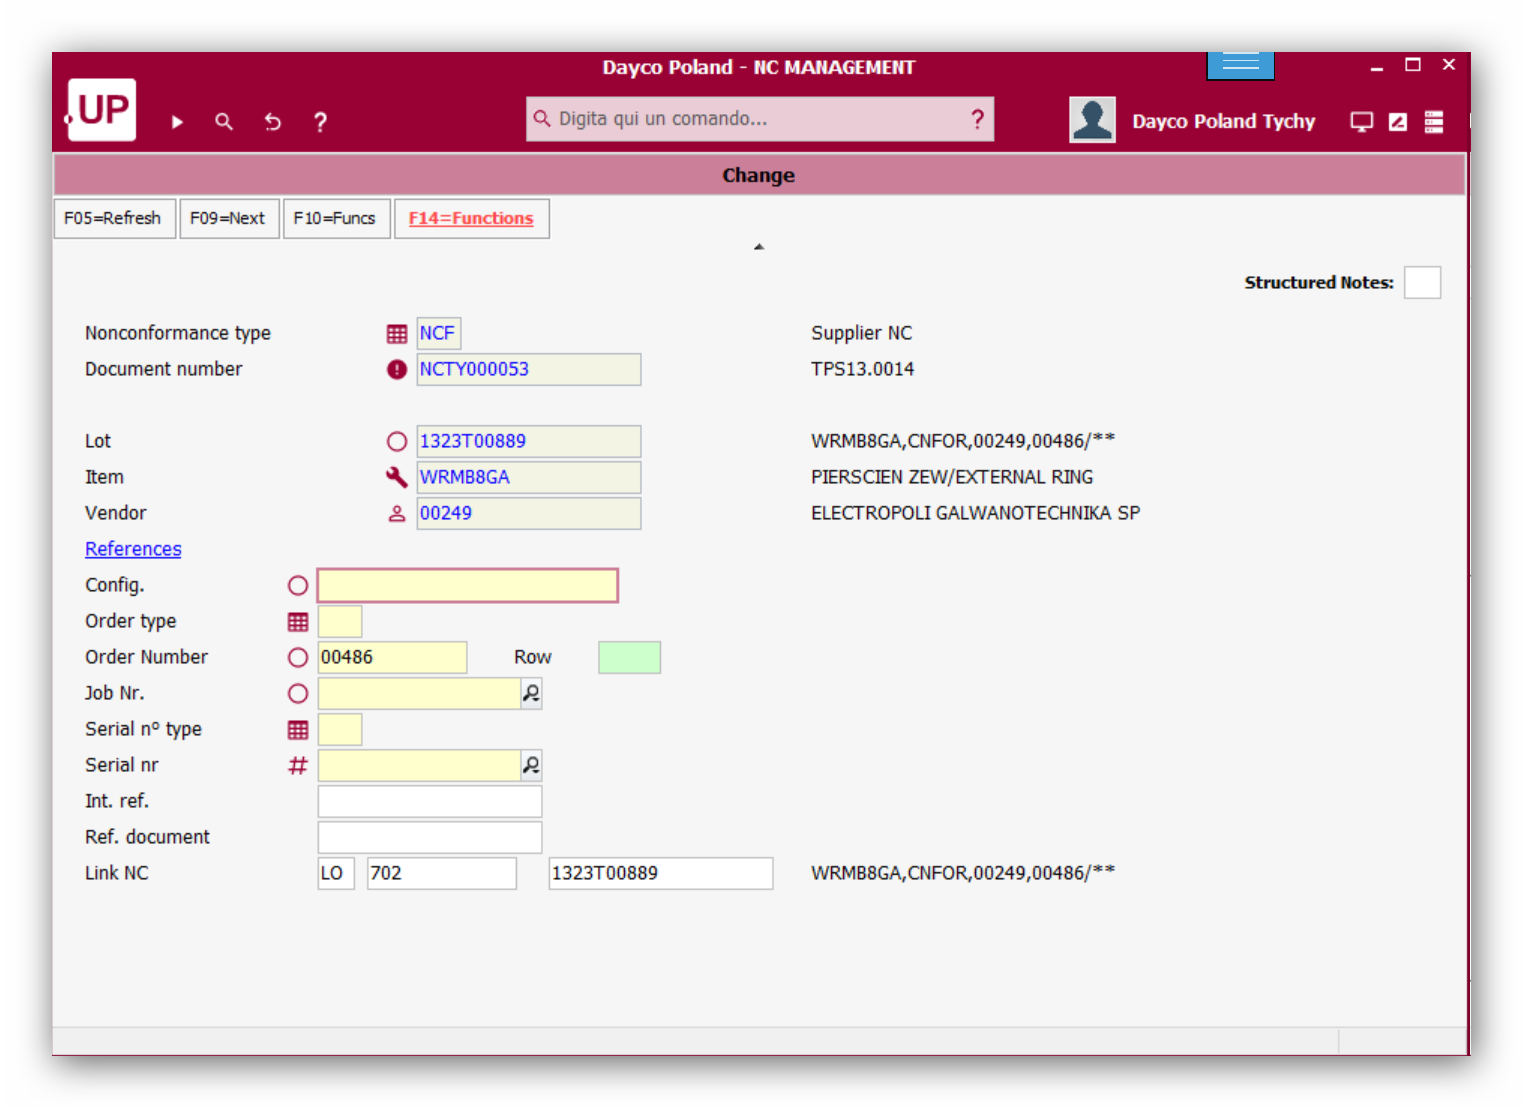 Dayco Poland - NC MANAGEMENT
UP
?
Digita qui un comando...
?
Dayco Poland Tychy
Change
F05=Refresh F09=Next F10=Funcs F14=Functions
Structured Notes:
Nonconformance type NCF Supplier NC
Document number NCTY000053 TPS13.0014
Lot 1323T00889 WRMB8GA,CNFOR,00249,00486/**
Item WRMB8GA PIERSCIEN ZEW/EXTERNAL RING
Vendor 00249 ELECTROPOLI GALWANOTECHNIKA SP
References
Config.
Order type
Order Number 00486 Row
Job Nr.
Serial nº type
Serial nr #
Int. ref.
Ref. document
Link NC LO 702 1323T00889 WRMB8GA,CNFOR,00249,00486/**